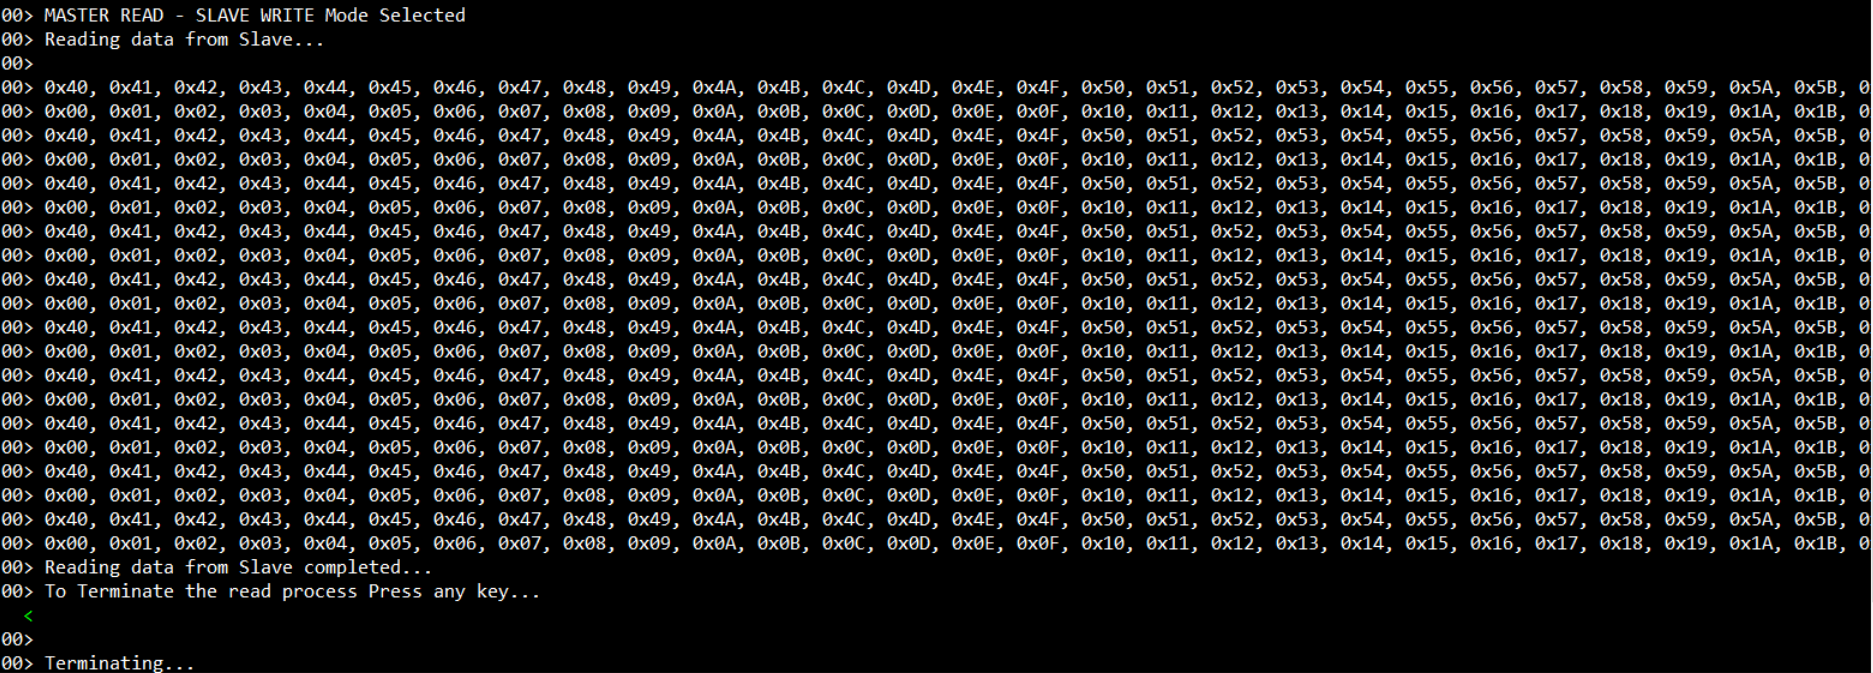 00> MASTER READ - SLAVE WRITE Mode Selected
00> Reading data from Slave...
00>
00> 0x40, 0x41, 0x42, 0x43, 0x44, 0x45, 0x46, 0x47, 0x48, 0x49, 0x4A, 0x4B, 0x4C, 0x4D, 0x4E, 0x4F, 0x50, 0x51, 0x52, 0x53, 0x54, 0x55, 0x56, 0x57, 0x58, 0x59, 0x5A, 0x5B, 0
00> 0x00, 0x01, 0x02, 0x03, 0x04, 0x05, 0x06, 0x07, 0x08, 0x09, 0x0A, 0x0B, 0x0C, 0x0D, 0x0E, 0x0F, 0x10, 0x11, 0x12, 0x13, 0x14, 0x15, 0x16, 0x17, 0x18, 0x19, 0x1A, 0x1B, 0
00> 0x40, 0x41, 0x42, 0x43, 0x44, 0x45, 0x46, 0x47, 0x48, 0x49, 0x4A, 0x4B, 0x4C, 0x4D, 0x4E, 0x4F, 0x50, 0x51, 0x52, 0x53, 0x54, 0x55, 0x56, 0x57, 0x58, 0x59, 0x5A, 0x5B, 0
00> 0x00, 0x01, 0x02, 0x03, 0x04, 0x05, 0x06, 0x07, 0x08, 0x09, 0x0A, 0x0B, 0x0C, 0x0D, 0x0E, 0x0F, 0x10, 0x11, 0x12, 0x13, 0x14, 0x15, 0x16, 0x17, 0x18, 0x19, 0x1A, 0x1B, 0
00> 0x40, 0x41, 0x42, 0x43, 0x44, 0x45, 0x46, 0x47, 0x48, 0x49, 0x4A, 0x4B, 0x4C, 0x4D, 0x4E, 0x4F, 0x50, 0x51, 0x52, 0x53, 0x54, 0x55, 0x56, 0x57, 0x58, 0x59, 0x5A, 0x5B, 0
00> 0x00, 0x01, 0x02, 0x03, 0x04, 0x05, 0x06, 0x07, 0x08, 0x09, 0x0A, 0x0B, 0x0C, 0x0D, 0x0E, 0x0F, 0x10, 0x11, 0x12, 0x13, 0x14, 0x15, 0x16, 0x17, 0x18, 0x19, 0x1A, 0x1B, 0
00> 0x40, 0x41, 0x42, 0x43, 0x44, 0x45, 0x46, 0x47, 0x48, 0x49, 0x4A, 0x4B, 0x4C, 0x4D, 0x4E, 0x4F, 0x50, 0x51, 0x52, 0x53, 0x54, 0x55, 0x56, 0x57, 0x58, 0x59, 0x5A, 0x5B, 0
00> 0x00, 0x01, 0x02, 0x03, 0x04, 0x05, 0x06, 0x07, 0x08, 0x09, 0x0A, 0x0B, 0x0C, 0x0D, 0x0E, 0x0F, 0x10, 0x11, 0x12, 0x13, 0x14, 0x15, 0x16, 0x17, 0x18, 0x19, 0x1A, 0x1B, 0
00> 0x40, 0x41, 0x42, 0x43, 0x44, 0x45, 0x46, 0x47, 0x48, 0x49, 0x4A, 0x4B, 0x4C, 0x4D, 0x4E, 0x4F, 0x50, 0x51, 0x52, 0x53, 0x54, 0x55, 0x56, 0x57, 0x58, 0x59, 0x5A, 0x5B, 0
00> 0x00, 0x01, 0x02, 0x03, 0x04, 0x05, 0x06, 0x07, 0x08, 0x09, 0x0A, 0x0B, 0x0C, 0x0D, 0x0E, 0x0F, 0x10, 0x11, 0x12, 0x13, 0x14, 0x15, 0x16, 0x17, 0x18, 0x19, 0x1A, 0x1B, 0
00> 0x40, 0x41, 0x42, 0x43, 0x44, 0x45, 0x46, 0x47, 0x48, 0x49, 0x4A, 0x4B, 0x4C, 0x4D, 0x4E, 0x4F, 0x50, 0x51, 0x52, 0x53, 0x54, 0x55, 0x56, 0x57, 0x58, 0x59, 0x5A, 0x5B, 0
00> 0x00, 0x01, 0x02, 0x03, 0x04, 0x05, 0x06, 0x07, 0x08, 0x09, 0x0A, 0x0B, 0x0C, 0x0D, 0x0E, 0x0F, 0x10, 0x11, 0x12, 0x13, 0x14, 0x15, 0x16, 0x17, 0x18, 0x19, 0x1A, 0x1B, 0
00> 0x40, 0x41, 0x42, 0x43, 0x44, 0x45, 0x46, 0x47, 0x48, 0x49, 0x4A, 0x4B, 0x4C, 0x4D, 0x4E, 0x4F, 0x50, 0x51, 0x52, 0x53, 0x54, 0x55, 0x56, 0x57, 0x58, 0x59, 0x5A, 0x5B, 0
00> 0x00, 0x01, 0x02, 0x03, 0x04, 0x05, 0x06, 0x07, 0x08, 0x09, 0x0A, 0x0B, 0x0C, 0x0D, 0x0E, 0x0F, 0x10, 0x11, 0x12, 0x13, 0x14, 0x15, 0x16, 0x17, 0x18, 0x19, 0x1A, 0x1B, 0
00> 0x40, 0x41, 0x42, 0x43, 0x44, 0x45, 0x46, 0x47, 0x48, 0x49, 0x4A, 0x4B, 0x4C, 0x4D, 0x4E, 0x4F, 0x50, 0x51, 0x52, 0x53, 0x54, 0x55, 0x56, 0x57, 0x58, 0x59, 0x5A, 0x5B, 0
00> 0x00, 0x01, 0x02, 0x03, 0x04, 0x05, 0x06, 0x07, 0x08, 0x09, 0x0A, 0x0B, 0x0C, 0x0D, 0x0E, 0x0F, 0x10, 0x11, 0x12, 0x13, 0x14, 0x15, 0x16, 0x17, 0x18, 0x19, 0x1A, 0x1B, 0
00> 0x40, 0x41, 0x42, 0x43, 0x44, 0x45, 0x46, 0x47, 0x48, 0x49, 0x4A, 0x4B, 0x4C, 0x4D, 0x4E, 0x4F, 0x50, 0x51, 0x52, 0x53, 0x54, 0x55, 0x56, 0x57, 0x58, 0x59, 0x5A, 0x5B, 0
00> 0x00, 0x01, 0x02, 0x03, 0x04, 0x05, 0x06, 0x07, 0x08, 0x09, 0x0A, 0x0B, 0x0C, 0x0D, 0x0E, 0x0F, 0x10, 0x11, 0x12, 0x13, 0x14, 0x15, 0x16, 0x17, 0x18, 0x19, 0x1A, 0x1B, 0
00> 0x40, 0x41, 0x42, 0x43, 0x44, 0x45, 0x46, 0x47, 0x48, 0x49, 0x4A, 0x4B, 0x4C, 0x4D, 0x4E, 0x4F, 0x50, 0x51, 0x52, 0x53, 0x54, 0x55, 0x56, 0x57, 0x58, 0x59, 0x5A, 0x5B, 0
00> 0x00, 0x01, 0x02, 0x03, 0x04, 0x05, 0x06, 0x07, 0x08, 0x09, 0x0A, 0x0B, 0x0C, 0x0D, 0x0E, 0x0F, 0x10, 0x11, 0x12, 0x13, 0x14, 0x15, 0x16, 0x17, 0x18, 0x19, 0x1A, 0x1B, 0
00> Reading data from Slave completed...
00> To Terminate the read process Press any key...
<
00>
00> Terminating...